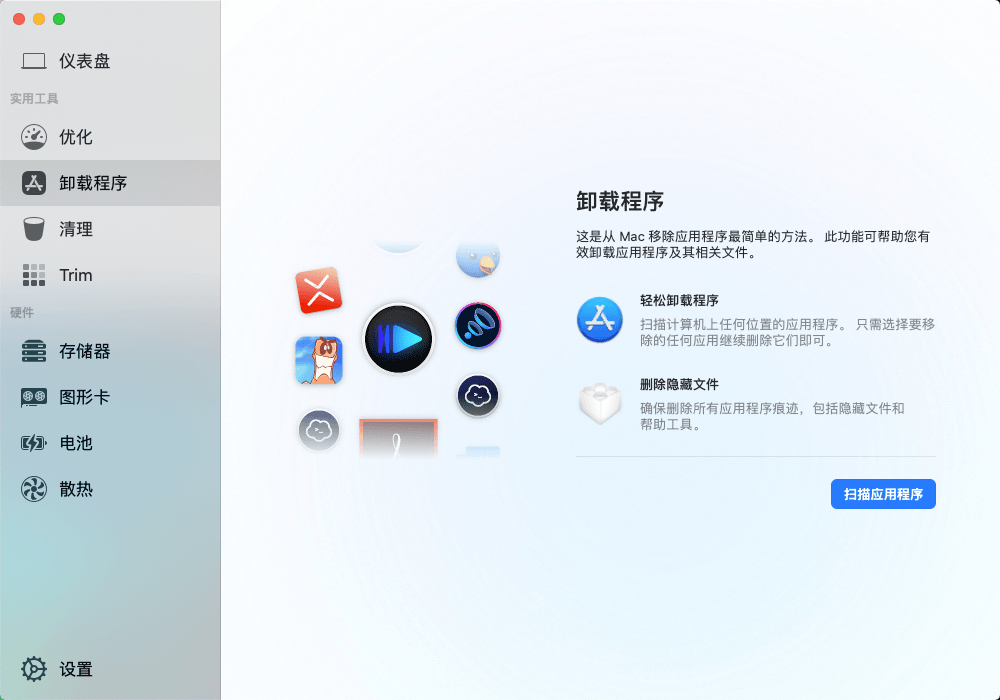 仪表盘
实用工具
优化
卸载程序
清理
Trim
硬件
存储器
图形卡
电池
散热
设置
卸载程序
这是从 Mac 移除应用程序最简单的方法。 此功能可帮助您有
效卸载应用程序及其相关文件。
轻松卸载程序
扫描计算机上任何位置的应用程序。 只需选择要移
除的任何应用继续删除它们即可。
删除隐藏文件
确保删除所有应用程序痕迹，包括隐藏文件和
帮助工具。
扫描应用程序